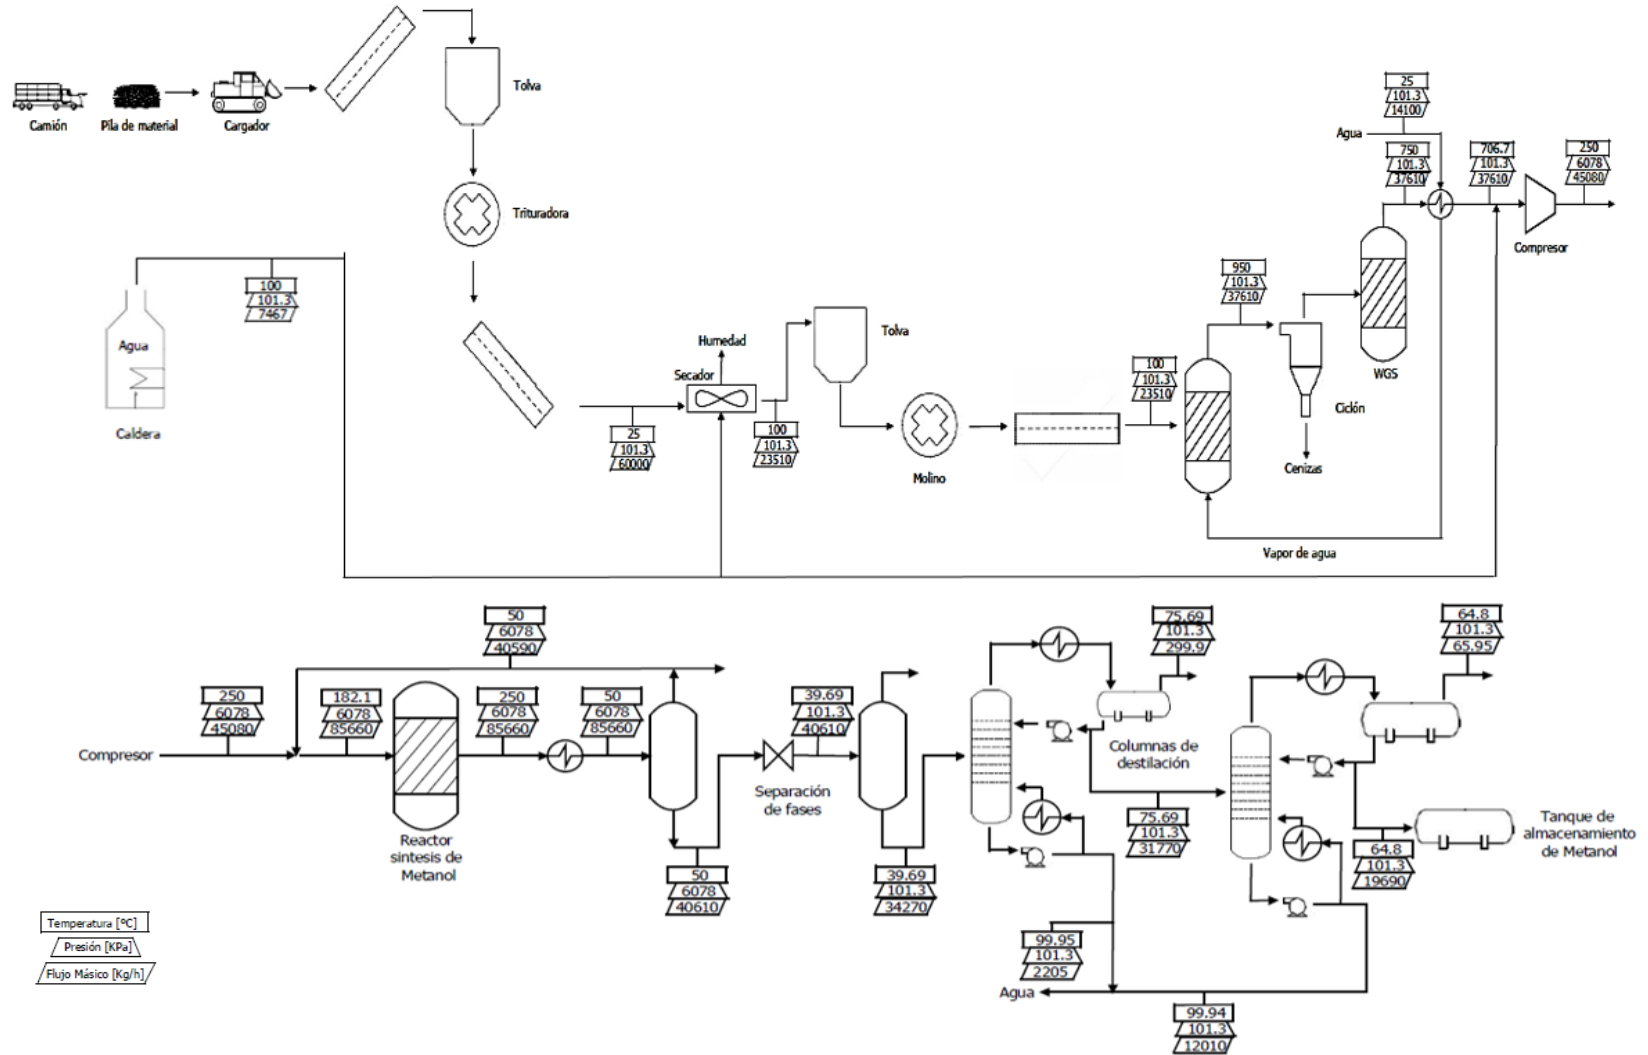 Camión
Pila de material
Cargador
Tolva
Trituradora
100
101.3
7467
Agua
Caldera
25
101.3
60000
Humedad
Secador
100
101.3
23510
Tolva
Molino
100
101.3
23510
950
101.3
37610
Ciclón
Cenizas
Vapor de agua
25
101.3
14100
Agua
750
101.3
37610
WGS
706.7
101.3
37610
Compresor
250
6078
45080
50
6078
40590
Compresor
250
6078
45080
182.1
6078
85660
Reactor
sintesis de
Metanol
250
6078
85660
50
6078
85660
50
6078
40610
Separación
de fases
39.69
101.3
40610
39.69
101.3
34270
75.69
101.3
299.9
Columnas de
destilación
75.69
101.3
31770
99.95
101.3
2205
Agua
99.94
101.3
12010
64.8
101.3
65.95
64.8
101.3
19690
Tanque de
almacenamiento
de Metanol
Temperatura [ºC]
Presión [KPa]
Flujo Másico [Kg/h]